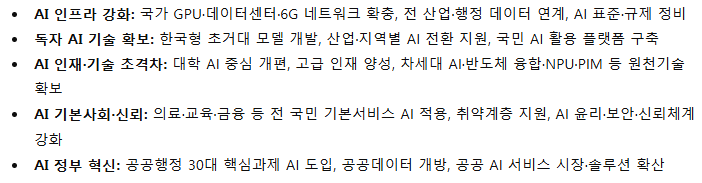 • AI 인프라 강화: 국가 GPU·데이터센터·6G 네트워크 확충, 전 산업·행정 데이터 연계, AI 표준·규제 정비
• 독자 AI 기술 확보: 한국형 초거대 모델 개발, 산업·지역별 AI 전환 지원, 국민 AI 활용 플랫폼 구축
• AI 인재·기술 초격차: 대학 AI 중심 개편, 고급 인재 양성, 차세대 AI·반도체 융합·NPU·PIM 등 원천기술
확보
• AI 기본사회·신뢰: 의료·교육·금융 등 전 국민 기본서비스 AI 적용, 취약계층 지원, AI 윤리·보안·신뢰체계
강화
• AI 정부 혁신: 공공행정 30대 핵심과제 AI 도입, 공공데이터 개방, 공공 AI 서비스 시장·솔루션 확산